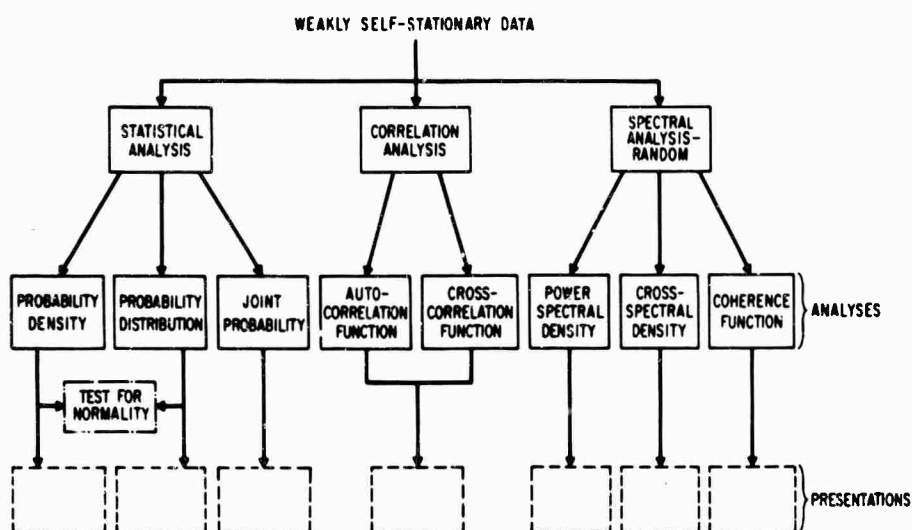 WEAKLY SELF-STATIONARY DATA
STATISTICAL
ANALYSIS
CORRELATION
ANALYSIS
SPECTRAL
ANALYSIS-
RANDOM
PROBABILITY
DENSITY
PROBABILITY
DISTRIBUTION
JOINT
PROBABILITY
AUTO-
CORRELATION
FUNCTION
CROSS-
CORRELATION
FUNCTION
POWER
SPECTRAL
DENSITY
CROSS-
SPECTRAL
DENSITY
COHERENCE
FUNCTION
ANALYSES
TEST FOR
NORMALITY
PRESENTATIONS